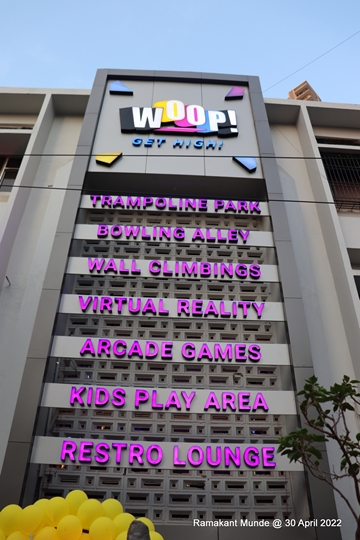 WOOP!
GET HIGH!
TRAMPOLINE PARK
BOWLING ALLEY
WALL CLIMBINGS
VIRTUAL REALITY
ARCADE GAMES
KIDS PLAY AREA
RESTRO LOUNGE
Ramakant Munde @ 30 April 2022